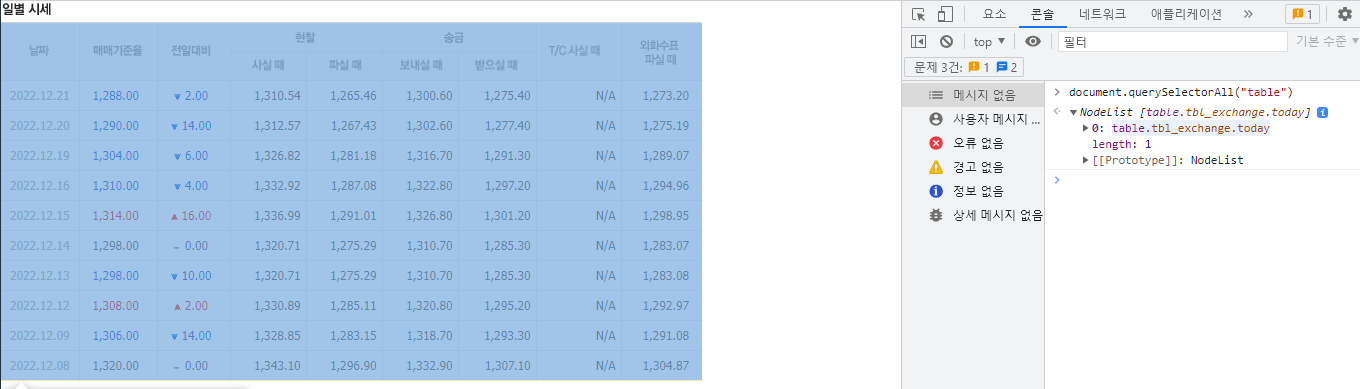 일별 시세
날짜 매매기준율 전일대비 현찰 송금 T/C 사실 때 외화수표 파실 때
사실 때 파실 때 보내실 때 받으실 때
2022.12.21 1,288.00 ▼ 2.00 1,310.54 1,265.46 1,300.60 1,275.40 N/A 1,273.20
2022.12.20 1,290.00 ▼ 14.00 1,312.57 1,267.43 1,302.60 1,277.40 N/A 1,275.19
2022.12.19 1,304.00 ▼ 6.00 1,326.82 1,281.18 1,316.70 1,291.30 N/A 1,289.07
2022.12.16 1,310.00 ▼ 4.00 1,332.92 1,287.08 1,322.80 1,297.20 N/A 1,294.96
2022.12.15 1,314.00 ▲ 16.00 1,336.99 1,291.01 1,326.80 1,301.20 N/A 1,298.95
2022.12.14 1,298.00 - 0.00 1,320.71 1,275.29 1,310.70 1,285.30 N/A 1,283.07
2022.12.13 1,298.00 ▼ 10.00 1,320.71 1,275.29 1,310.70 1,285.30 N/A 1,283.08
2022.12.12 1,308.00 ▲ 2.00 1,330.89 1,285.11 1,320.80 1,295.20 N/A 1,292.97
2022.12.09 1,306.00 ▼ 14.00 1,328.85 1,283.15 1,318.70 1,293.30 N/A 1,291.08
2022.12.08 1,320.00 - 0.00 1,343.10 1,296.90 1,332.90 1,307.10 N/A 1,304.87
요소 콘솔 네트워크 애플리케이션 » 1
top ▼ 필터 기본 수준 ▼
문제 3건: 1 2
메시지 없음
사용자 메시지 ...
오류 없음
경고 없음
정보 없음
상세 메시지 없음
> document.querySelectorAll("table")
▼ NodeList [table.tbl_exchange.today] i
▶ 0: table.tbl_exchange.today
length: 1
▶ [[Prototype]]: NodeList
>